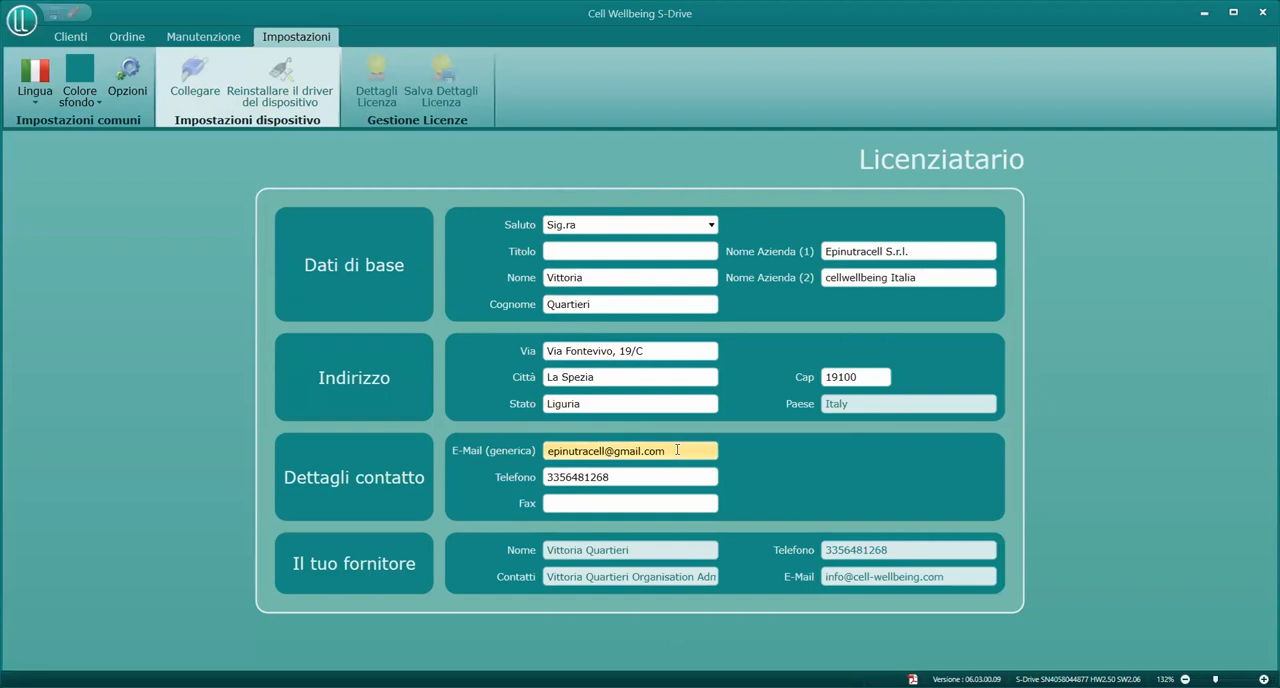 Cell Wellbeing S-Drive
Clienti Ordine Manutenzione Impostazioni
Lingua Colore sfondo Opzioni Collegare Reinstallare il driver del dispositivo Dettagli Licenza Salva Dettagli Licenza
Impostazioni comuni Impostazioni dispositivo Gestione Licenze
Licenziatario
Dati di base
Saluto Sig.ra
Titolo Nome Azienda (1) Epinutracell S.r.l.
Nome Vittoria Nome Azienda (2) cellwellbeing Italia
Cognome Quartieri
Indirizzo
Via Via Fontevivo, 19/C
Città La Spezia Cap 19100
Stato Liguria Paese Italy
Dettagli contatto
E-Mail (generica) epinutracell@gmail.com
Telefono 3356481268
Fax
Il tuo fornitore
Nome Vittoria Quartieri Telefono 3356481268
Contatti Vittoria Quartieri Organisation Adm E-Mail info@cell-wellbeing.com
Versione : 06.03.00.09 S-Drive SN4058044877 HW2.50 SW2.06 132%